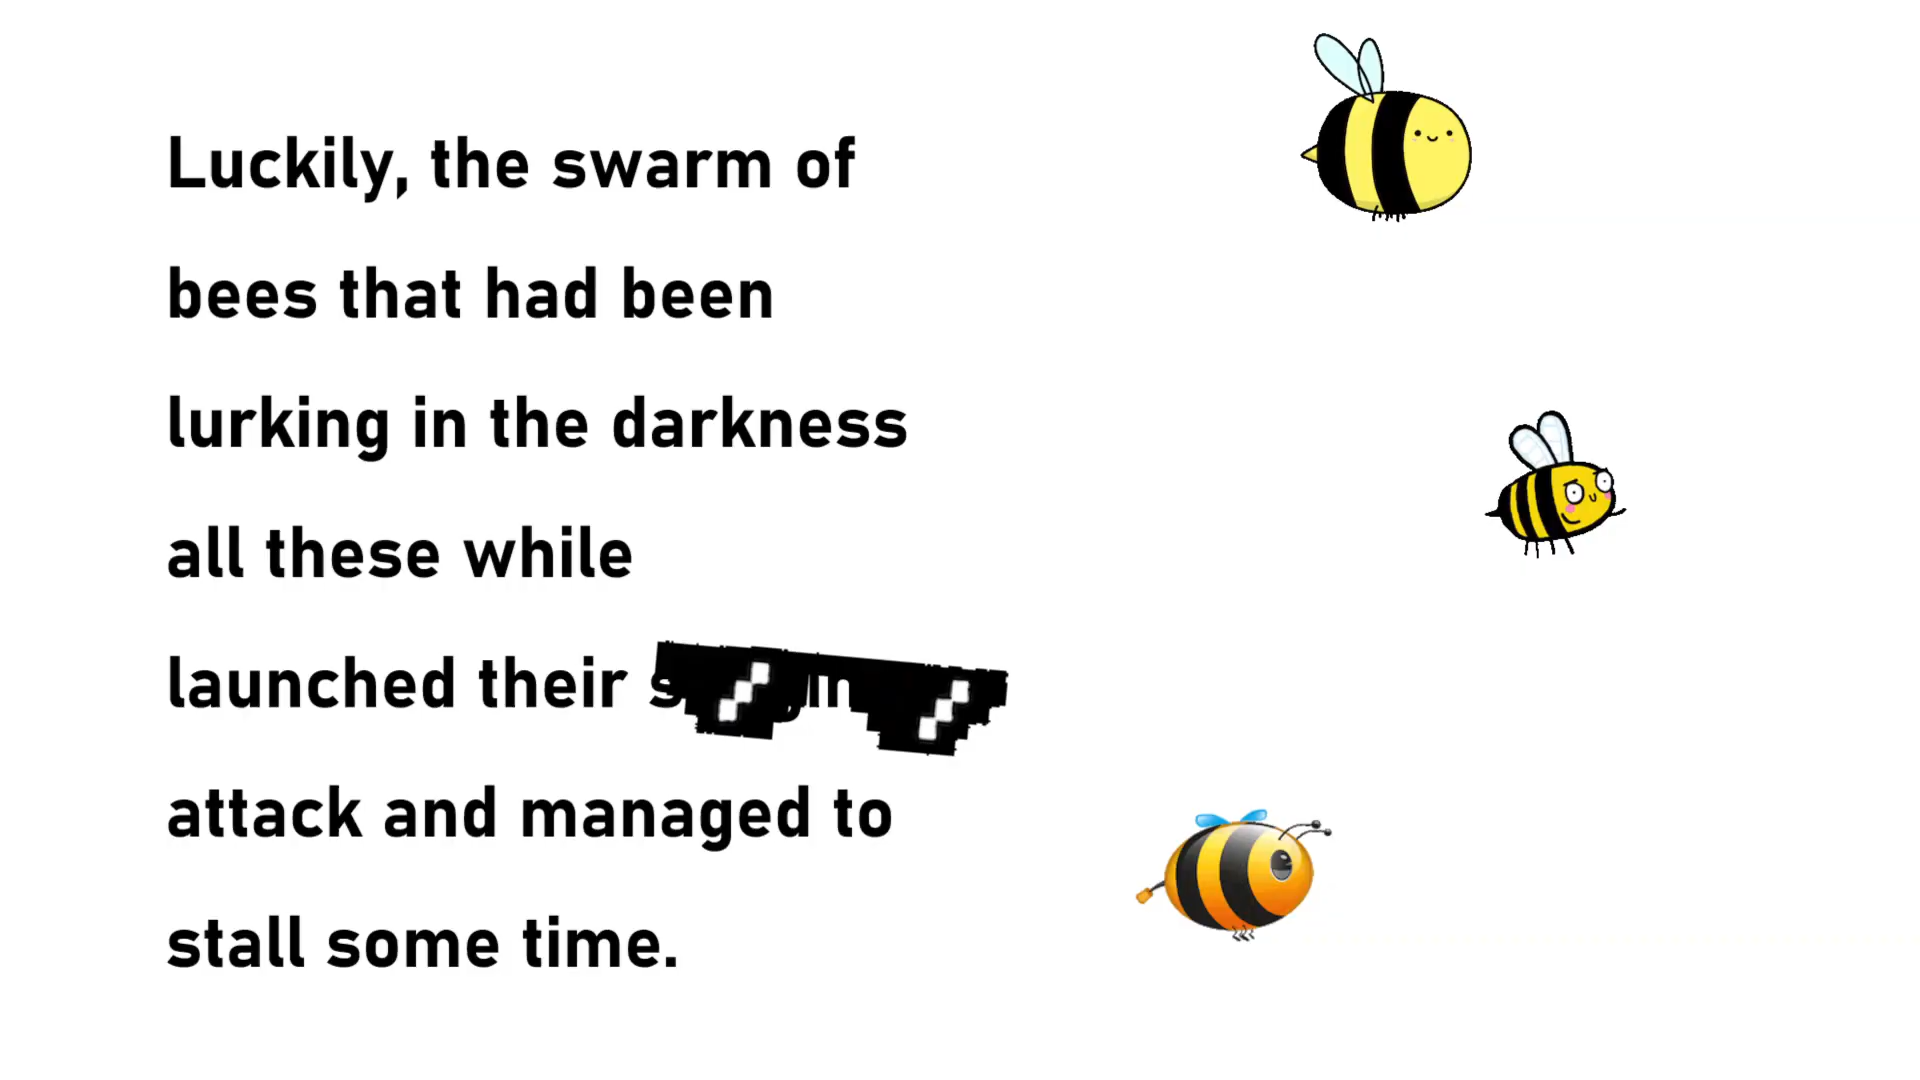 Luckily, the swarm of
bees that had been
lurking in the darkness
all these while
launched their
attack and managed to
stall some time.